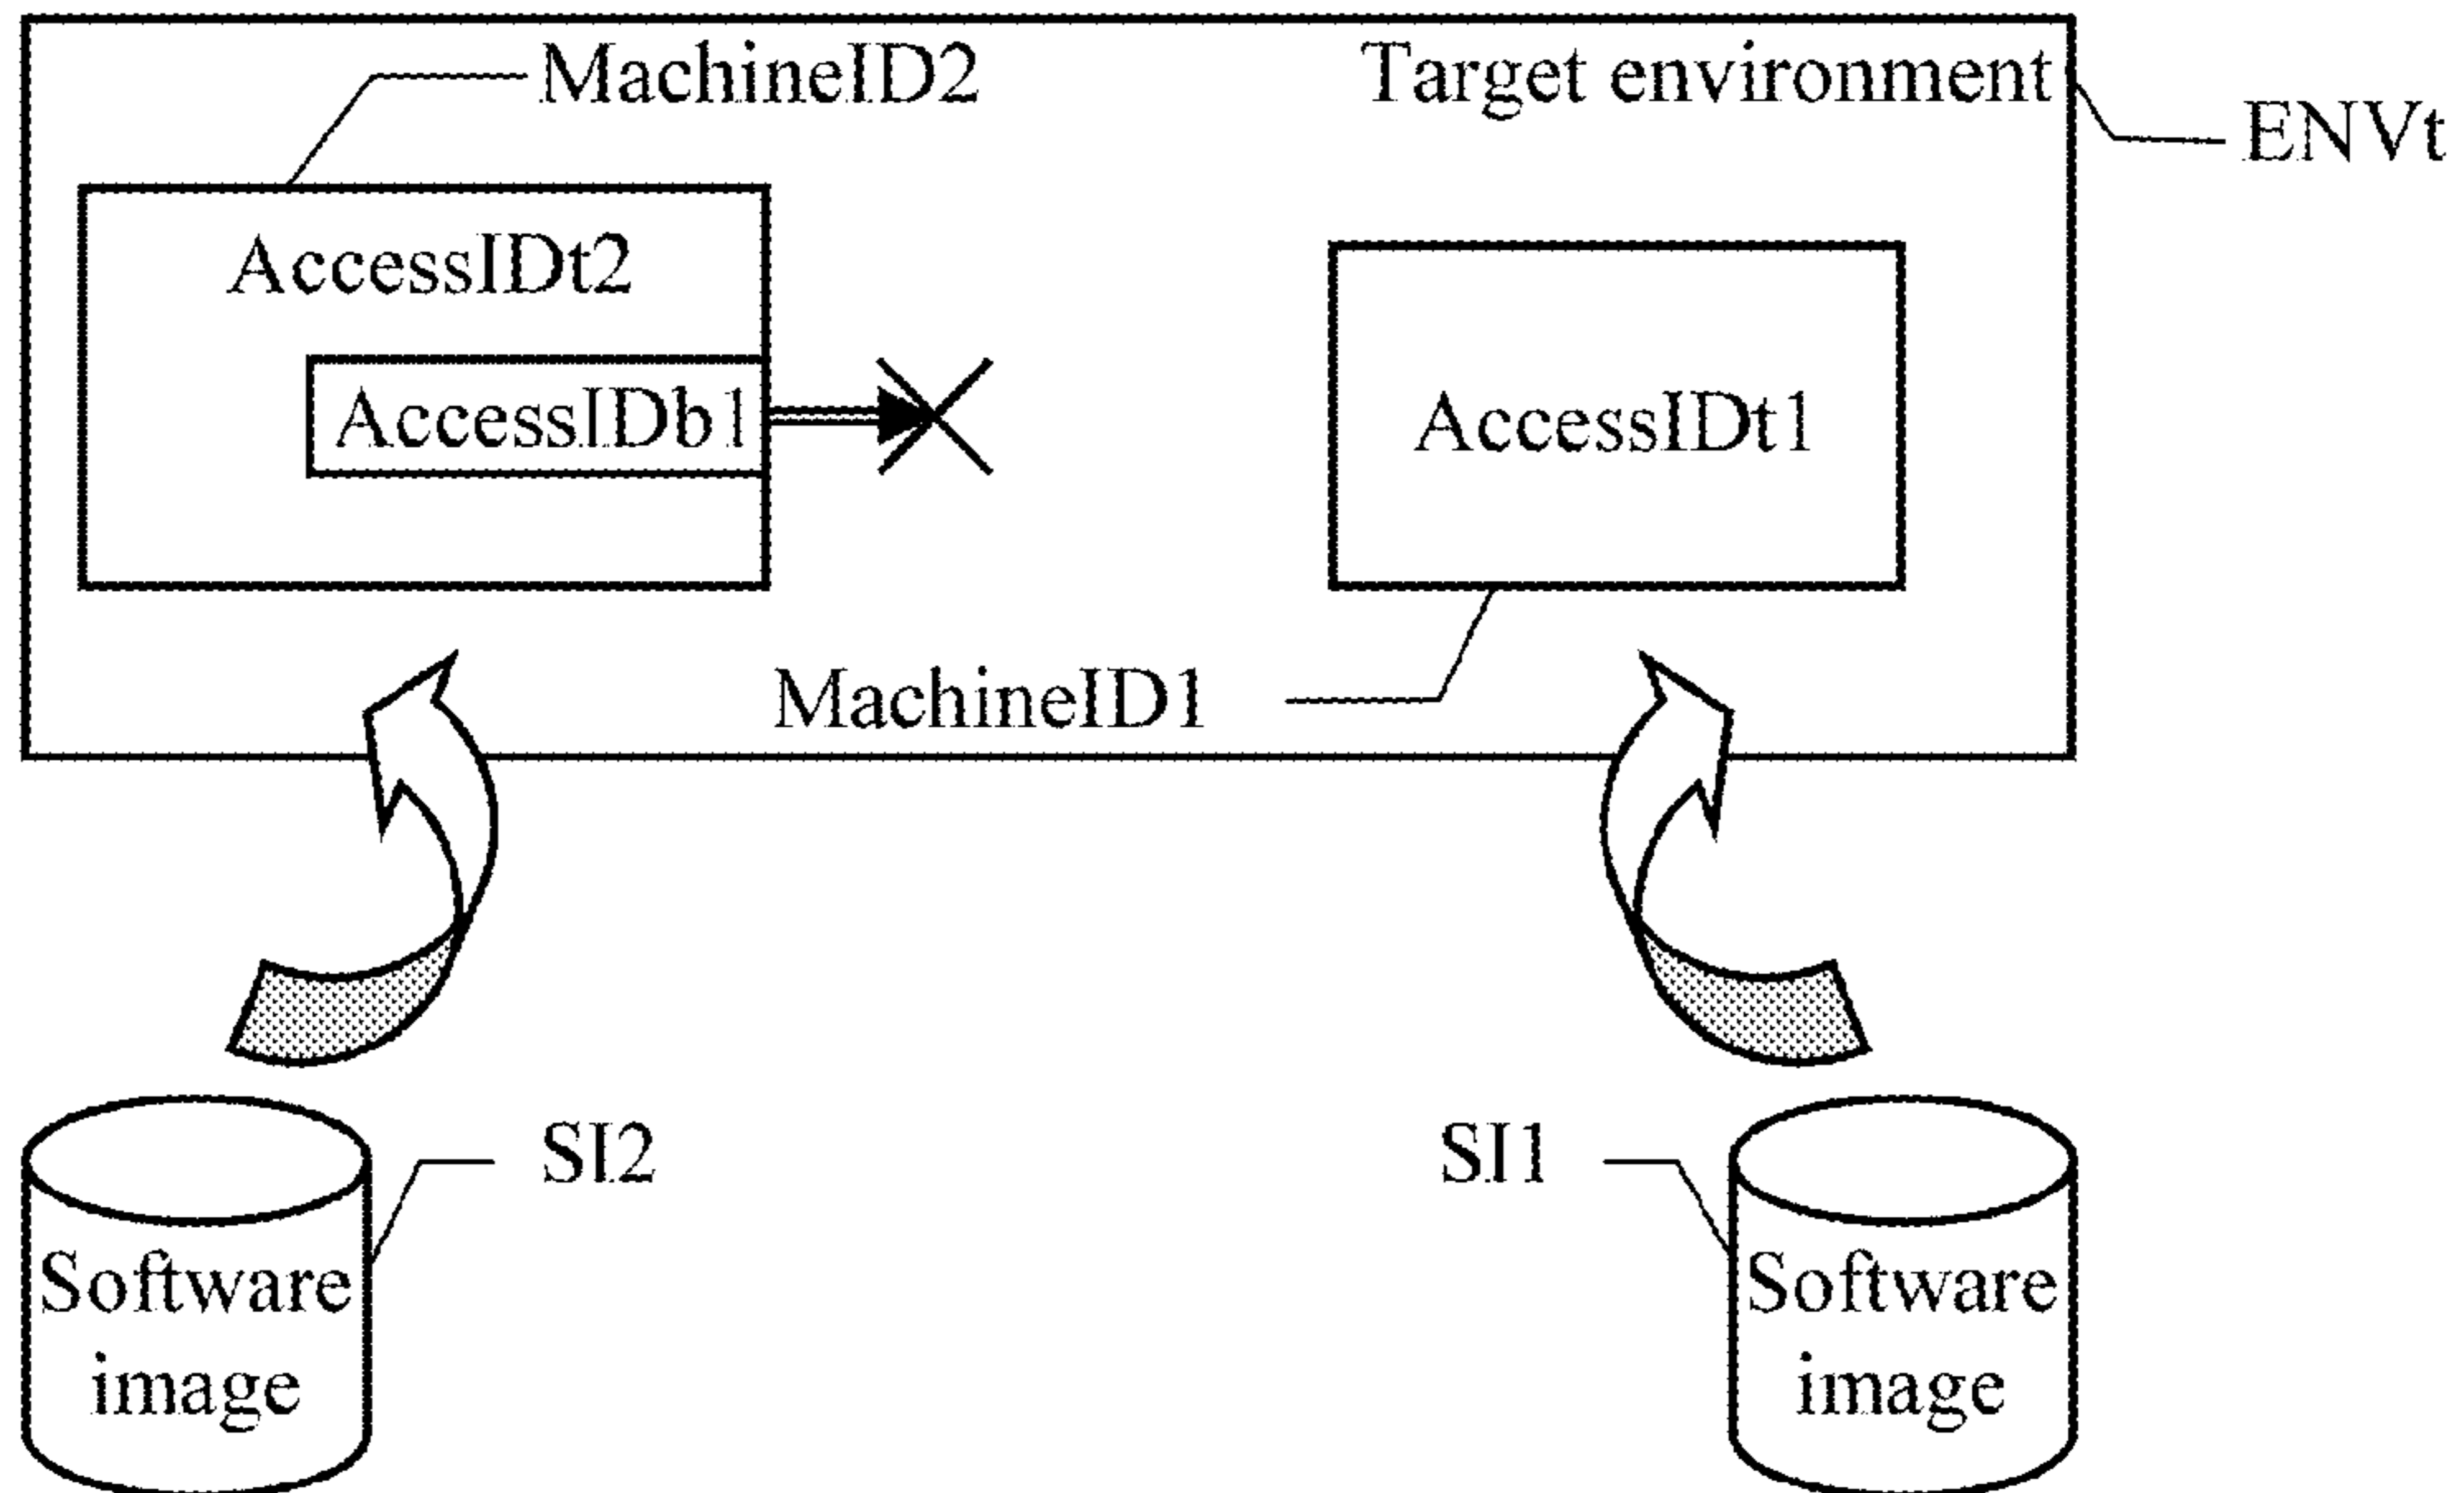 MachineID2
Target environment
ENVt
AccessIDt2
AccessIDb1
AccessIDt1
MachineID1
SI2
SI1
Software
image
Software
image